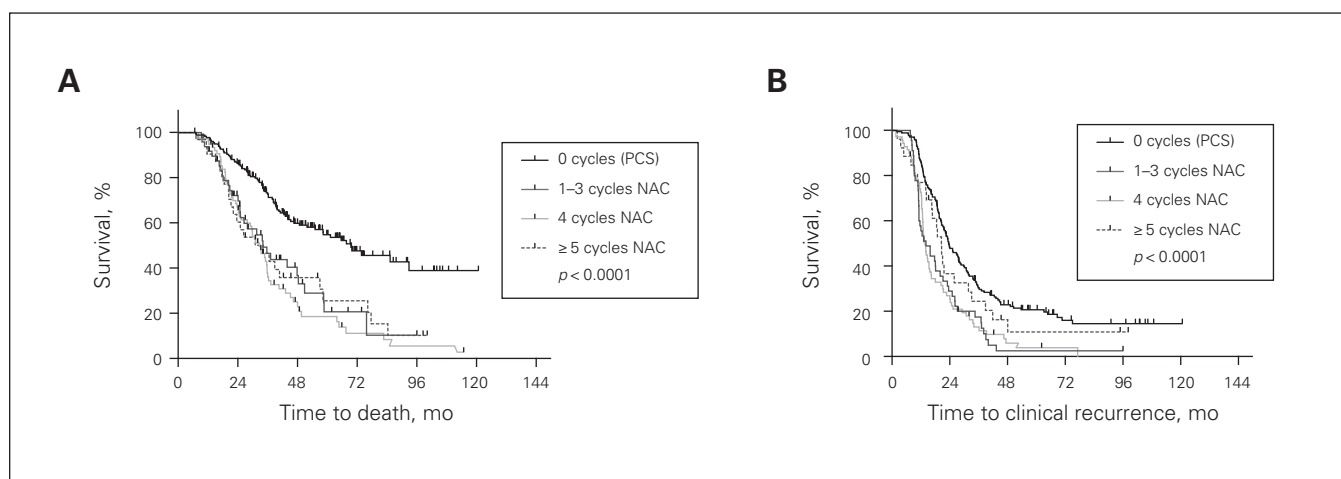 A
100
80
60
40
20
0
0 24 48 72 96 120 144
Survival, %
Time to death, mo
0 cycles (PCS)
1–3 cycles NAC
4 cycles NAC
≥ 5 cycles NAC
p < 0.0001
B
100
80
60
40
20
0
0 24 48 72 96 120 144
Survival, %
Time to clinical recurrence, mo
0 cycles (PCS)
1–3 cycles NAC
4 cycles NAC
≥ 5 cycles NAC
p < 0.0001